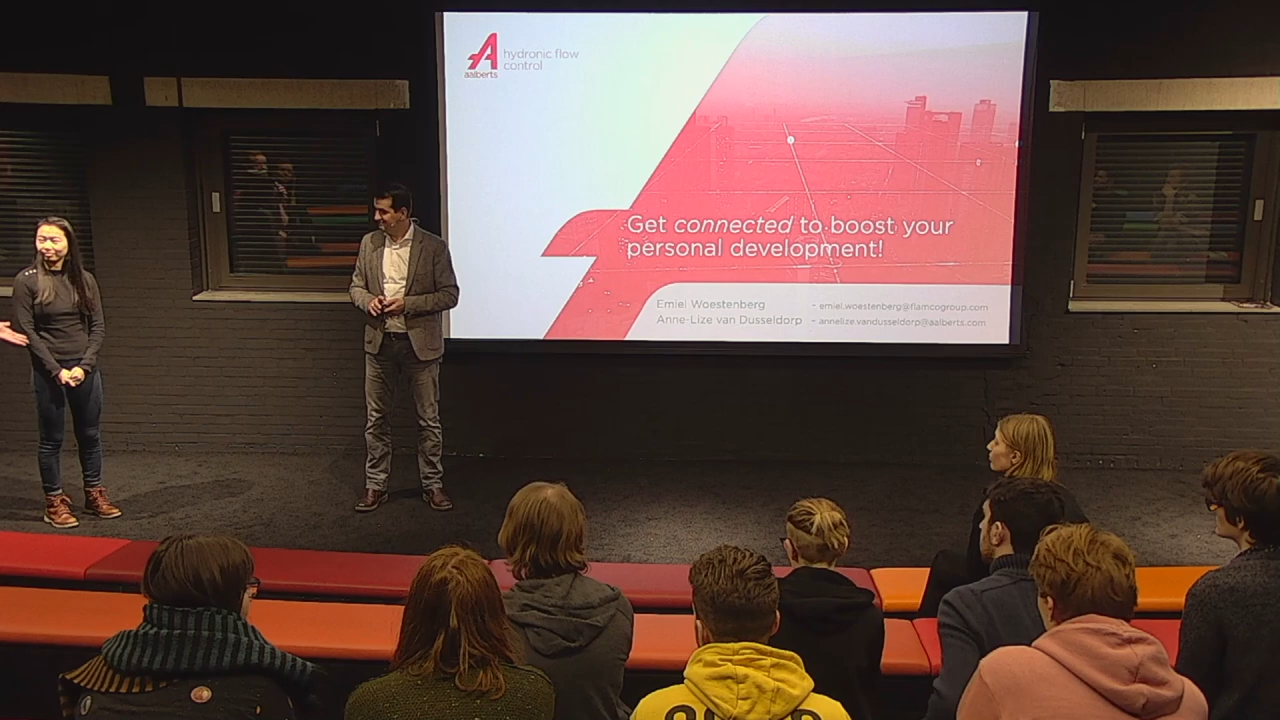 aalberts
hydronic flow
control
Get connected to boost your
personal development!
Emiel Woestenberg - emiel.woestenberg@flamcogroup.com
Anne-Lize van Dusseldorp - annelize.vandusseldorp@aalberts.com